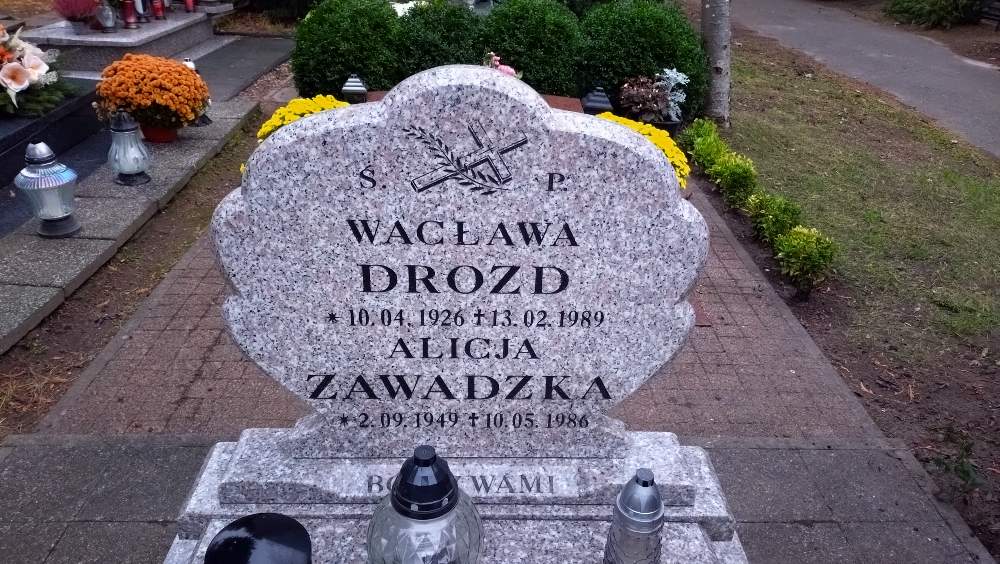 Ś. P.
WACŁAWA
DROZD
* 10.04.1926 ✝ 13.02.1989
ALICJA
ZAWADZKA
* 2.09.1949 ✝ 10.05.1986
WAMI